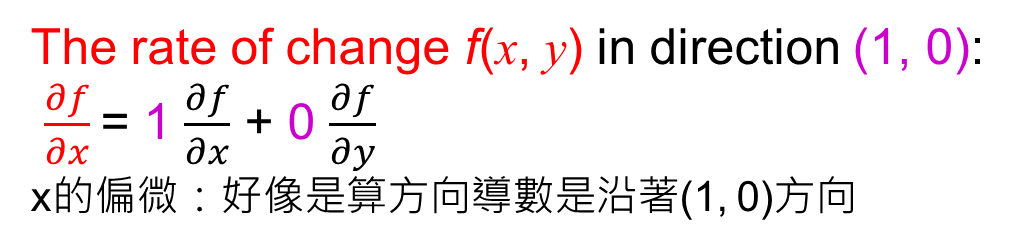 The rate of change f(x, y) in direction (1, 0):
∂f/∂x = 1 ∂f/∂x + 0 ∂f/∂y
x的偏微：好像是算方向導數是沿著(1, 0)方向